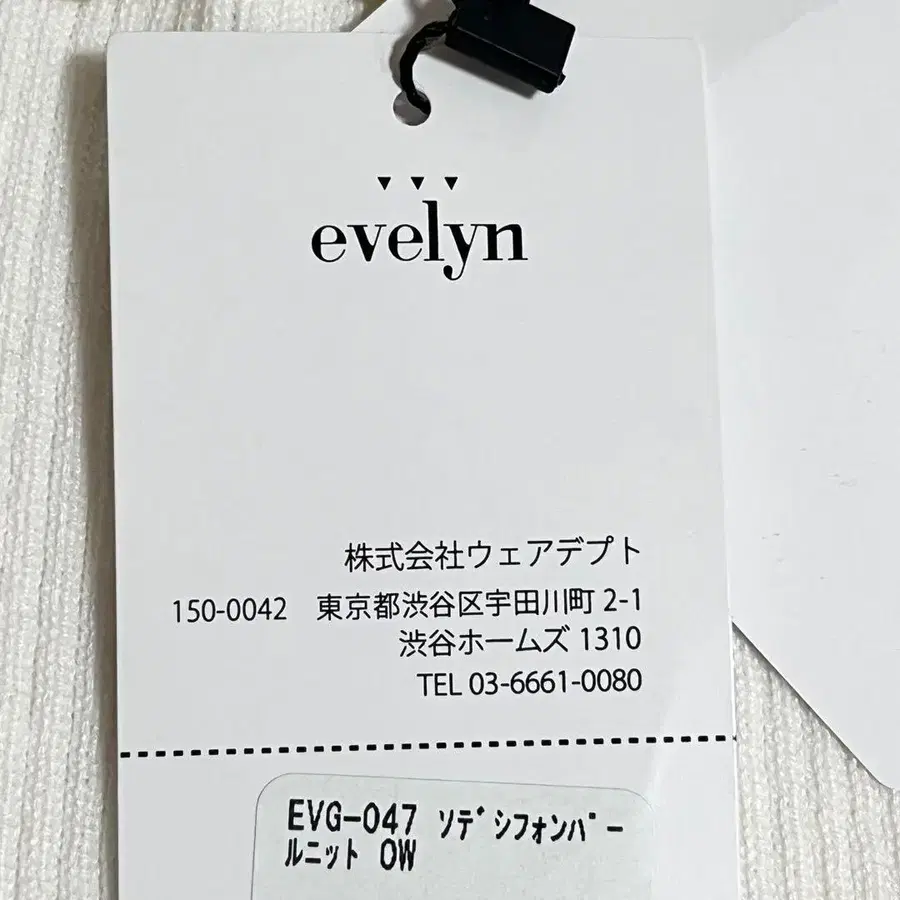 evelyn
株式会社ウェアデプト
150-0042 東京都渋谷区宇田川町 2-1
渋谷ホームズ 1310
TEL 03-6661-0080
EVG-047 ソデシフォンパー
ルニット OW